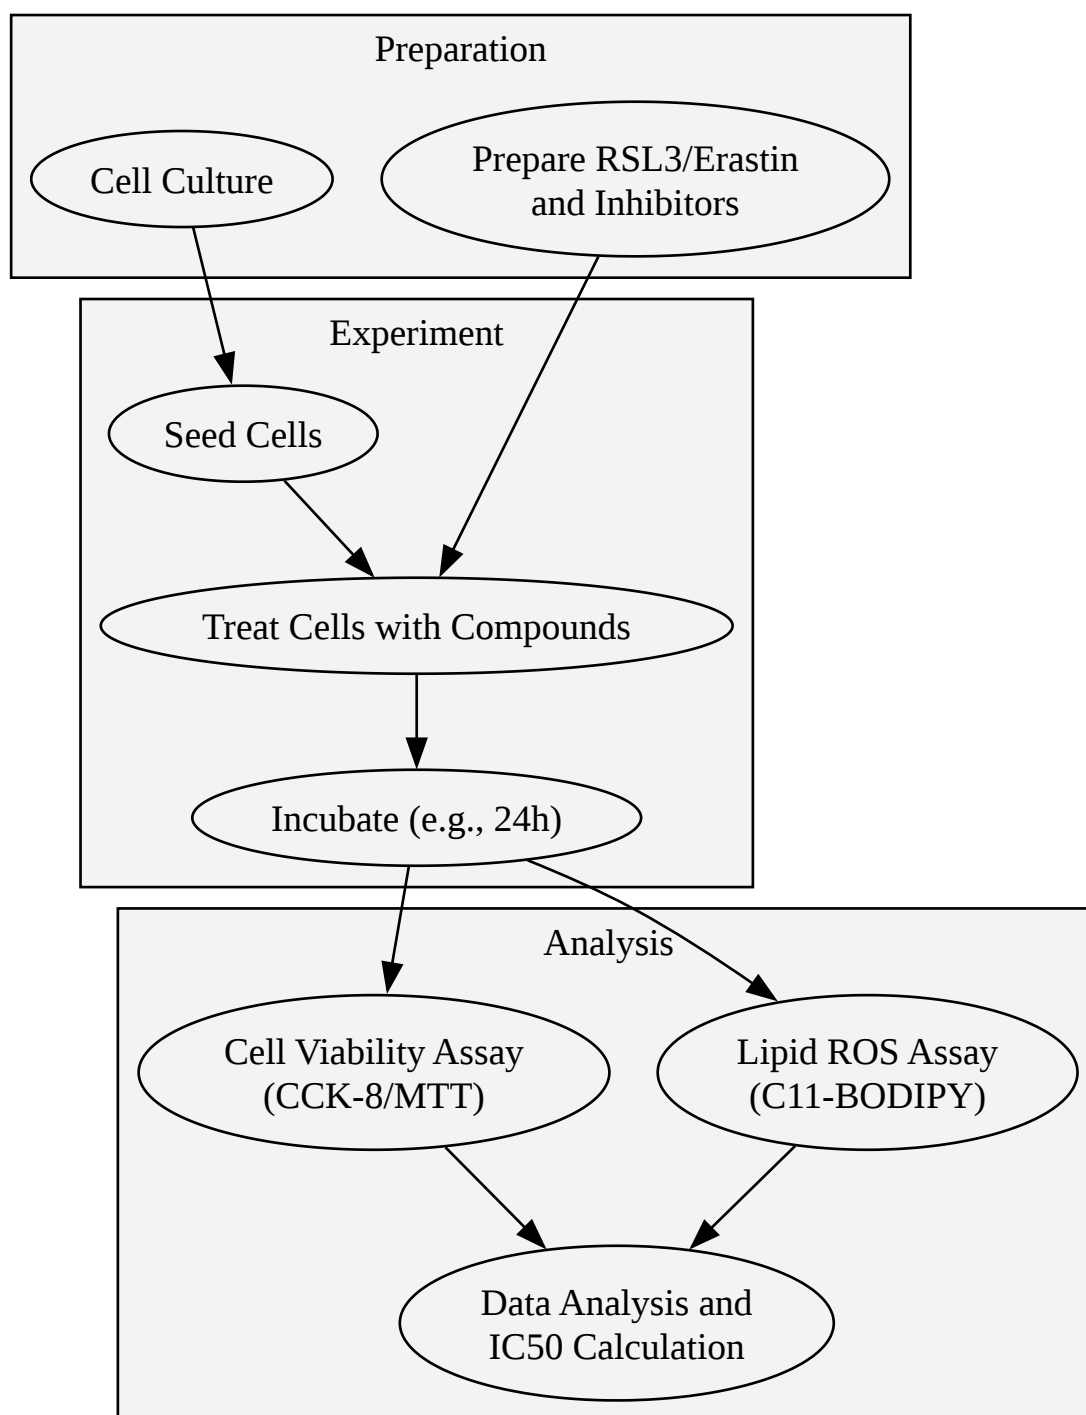 Preparation
Cell Culture
Prepare RSL3/Erastin
and Inhibitors
Experiment
Seed Cells
Treat Cells with Compounds
Incubate (e.g., 24h)
Analysis
Cell Viability Assay
(CCK-8/MTT)
Lipid ROS Assay
(C11-BODIPY)
Data Analysis and
IC50 Calculation